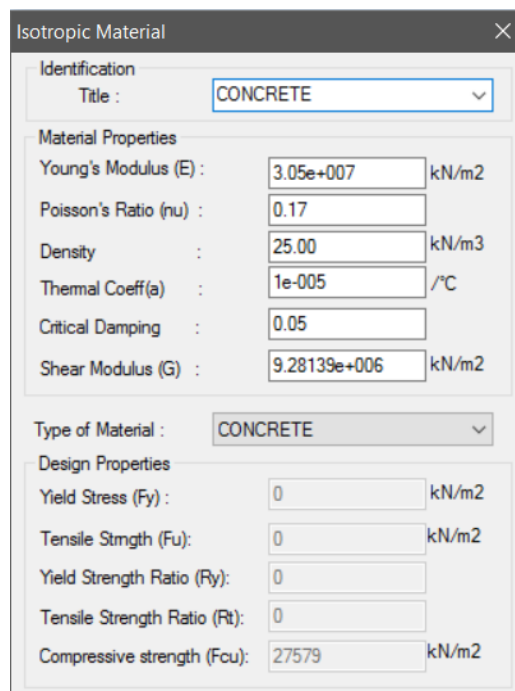 Isotropic Material
Identification
Title : CONCRETE
Material Properties
Young's Modulus (E) : 3.05e+007 kN/m2
Poisson's Ratio (nu) : 0.17
Density : 25.00 kN/m3
Thermal Coeff(a) : 1e-005 /°C
Critical Damping : 0.05
Shear Modulus (G) : 9.28139e+006 kN/m2
Type of Material : CONCRETE
Design Properties
Yield Stress (Fy) : 0 kN/m2
Tensile Strngth (Fu): 0 kN/m2
Yield Strength Ratio (Ry): 0
Tensile Strength Ratio (Rt): 0
Compressive strength (Fcu): 27579 kN/m2